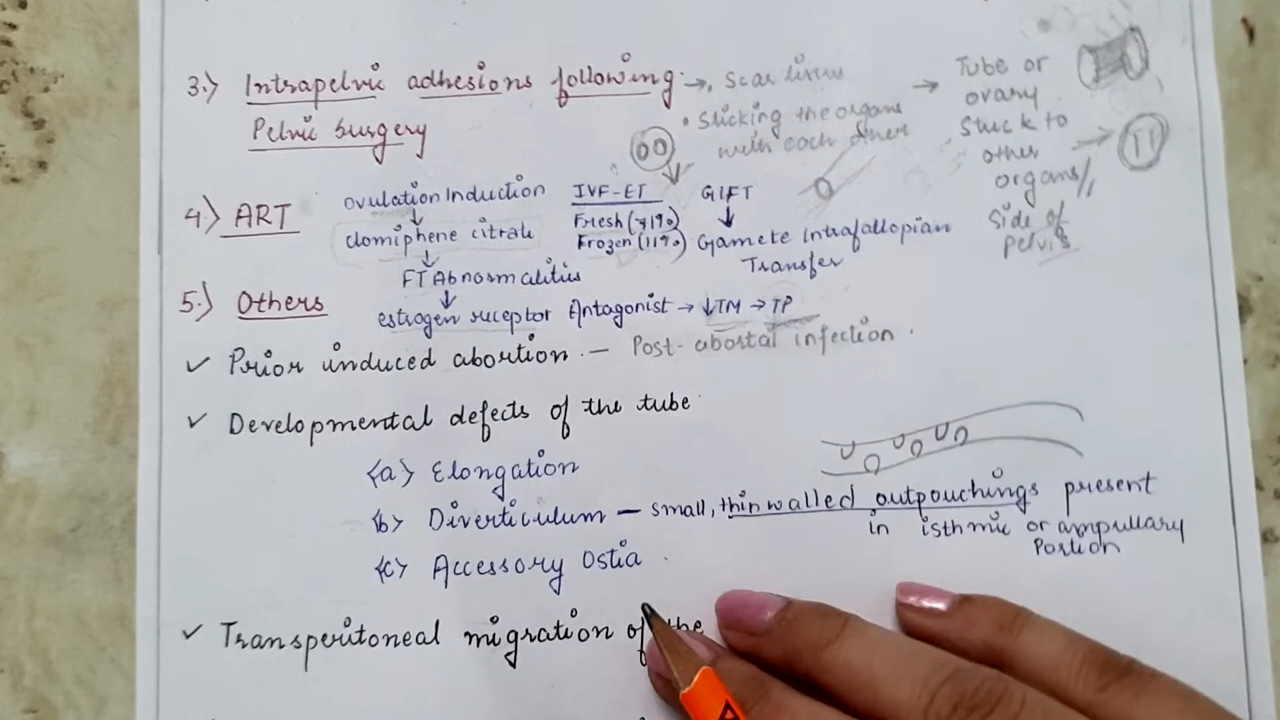 3.) Intrapelvic adhesions following → • Scar tissue
Pelvic Surgery
• Sticking the organs
with each other
→ Tube or
ovary
Stuck to
other
organs//
Side of
pelvis
4.) ART
ovulation Induction
↓
clomiphene citrate
↓
FT Abnormalities
↓
estrogen receptor Antagonist → ↓TM → TP
IVF-ET
Fresh
Frozen (11%)
GIFT
↓
Gamete Intrafallopian
Transfer
5.) Others
✓ Prior induced abortion. — Post-abostal infection.
✓ Developmental defects of the tube
(a) Elongation
(b) Diverticulum — small, thin walled outpouchings present
in isthmic or ampullary
Portion
(c) Accessory Ostia.
✓ Transperitoneal migration of the